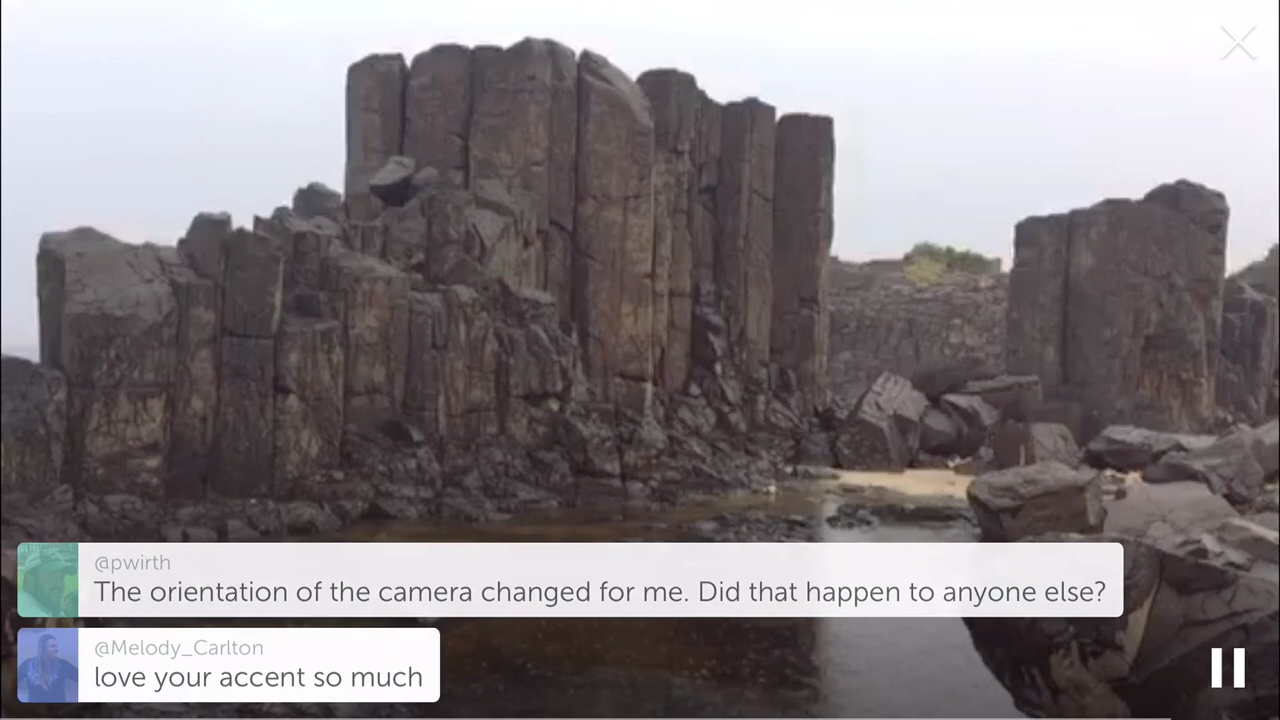 @pwirth
The orientation of the camera changed for me. Did that happen to anyone else?
@Melody_Carlton
love your accent so much